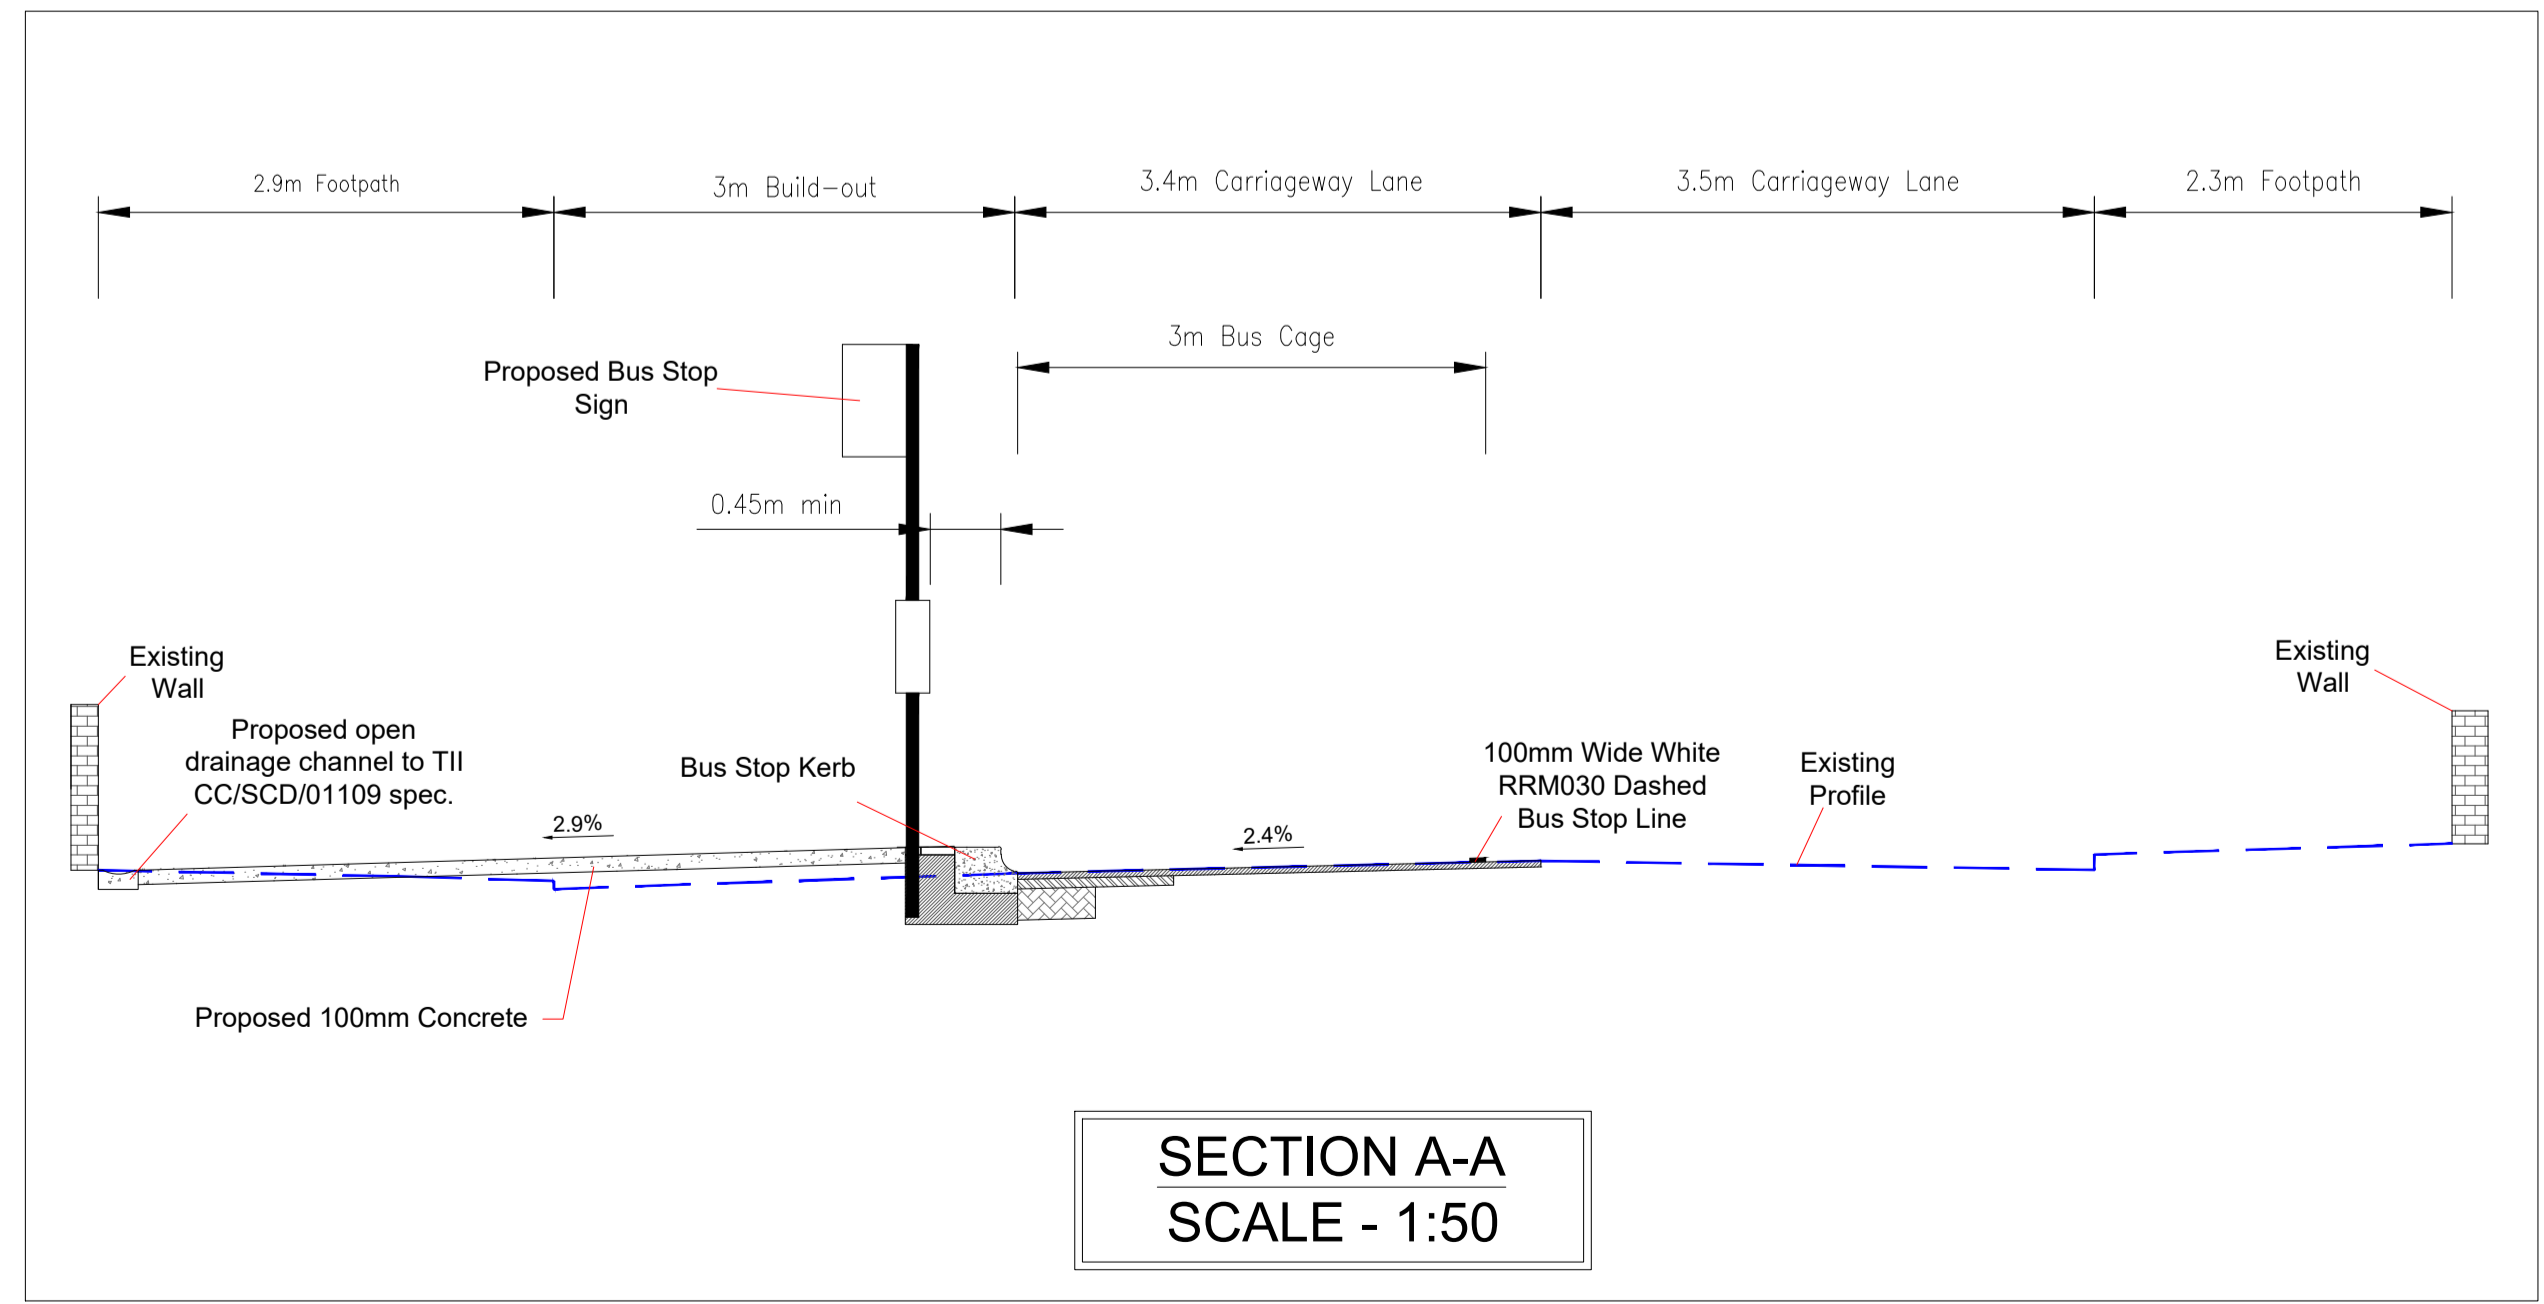 2.9m Footpath
3m Build-out
3.4m Carriageway Lane
3.5m Carriageway Lane
2.3m Footpath
3m Bus Cage
Proposed Bus Stop
Sign
0.45m min
Existing
Wall
Proposed open
drainage channel to TII
CC/SCD/01109 spec.
Bus Stop Kerb
100mm Wide White
RRM030 Dashed
Bus Stop Line
Existing
Profile
Existing
Wall
2.9%
2.4%
Proposed 100mm Concrete
SECTION A-A
SCALE - 1:50